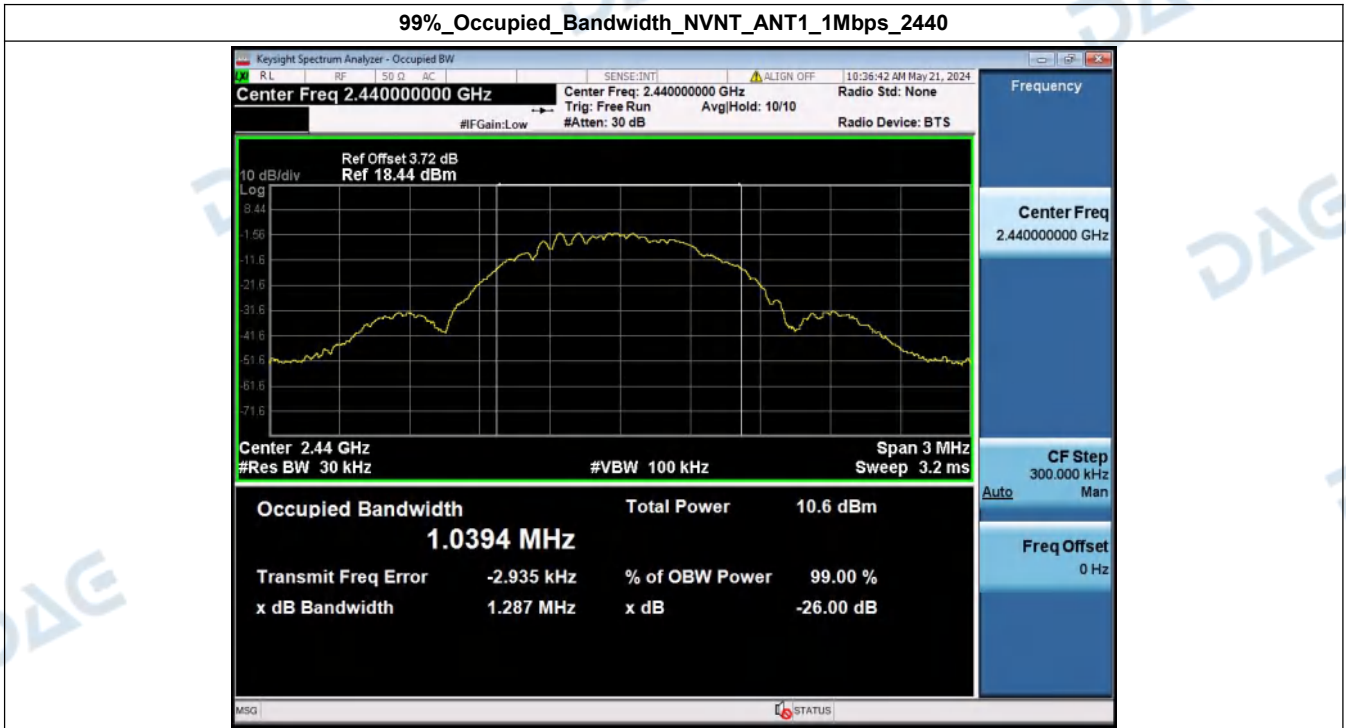 99%_Occupied_Bandwidth_NVNT_ANT1_1Mbps_2440
Keysight Spectrum Analyzer - Occupied BW
LXI RL RF 50 Ω AC SENSE:INT ALIGN OFF 10:36:42 AM May 21, 2024
Center Freq 2.440000000 GHz
Center Freq: 2.440000000 GHz Radio Std: None
Trig: Free Run Avg|Hold: 10/10
#IFGain:Low #Atten: 30 dB Radio Device: BTS
Ref Offset 3.72 dB
10 dB/div Ref 18.44 dBm
Log
8.44
-1.56
-11.6
-21.6
-31.6
-41.6
-51.6
-61.6
-71.6
Center 2.44 GHz Span 3 MHz
#Res BW 30 kHz #VBW 100 kHz Sweep 3.2 ms
Occupied Bandwidth Total Power 10.6 dBm
1.0394 MHz
Transmit Freq Error -2.935 kHz % of OBW Power 99.00 %
x dB Bandwidth 1.287 MHz x dB -26.00 dB
MSG STATUS
Frequency
Center Freq
2.440000000 GHz
CF Step
300.000 kHz
Auto Man
Freq Offset
0 Hz
DAG
DAG